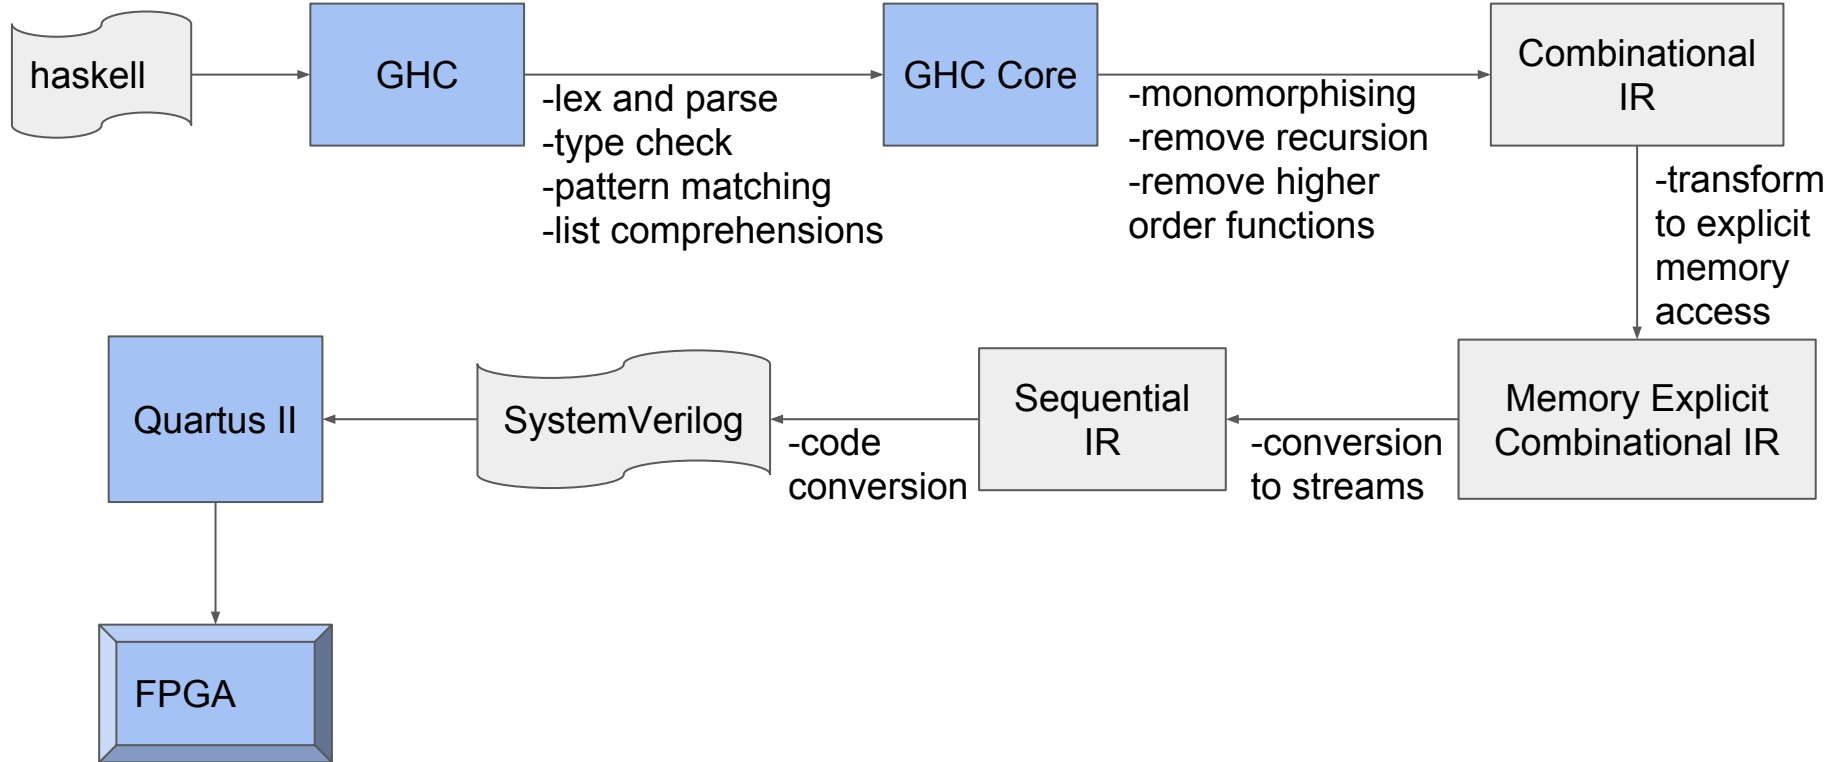 haskell
GHC
-lex and parse
-type check
-pattern matching
-list comprehensions
GHC Core
-monomorphising
-remove recursion
-remove higher
order functions
Combinational
IR
-transform
to explicit
memory
access
Memory Explicit
Combinational IR
-conversion
to streams
Sequential
IR
-code
conversion
SystemVerilog
Quartus II
FPGA